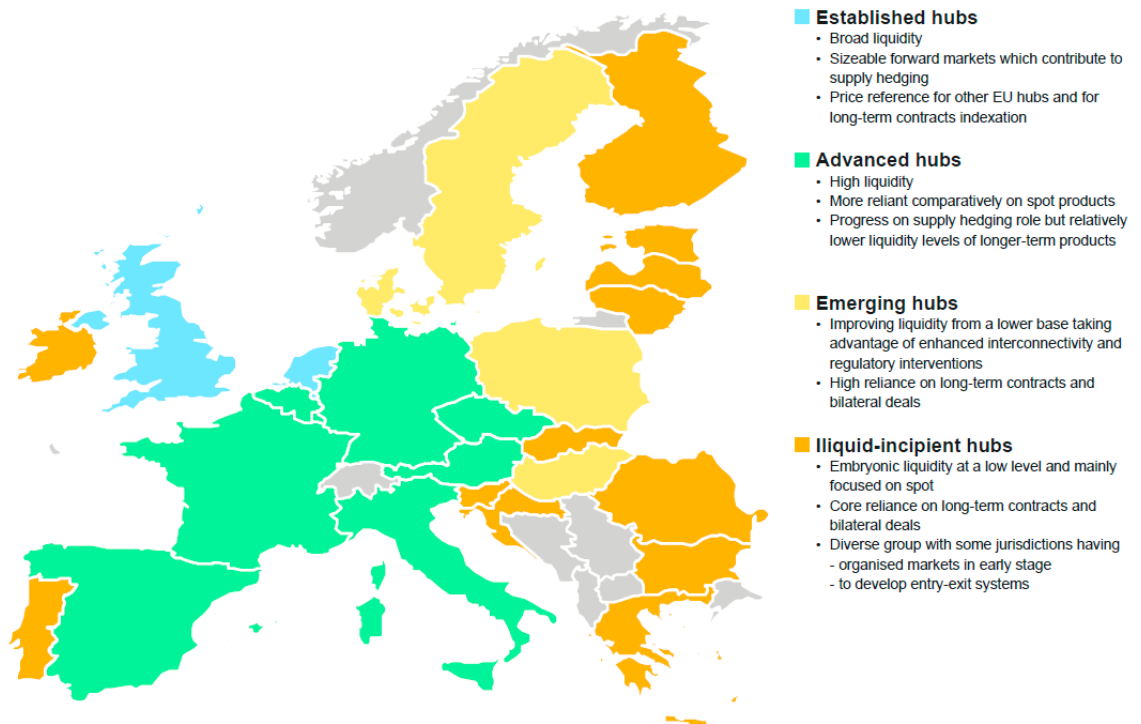 Established hubs
• Broad liquidity
• Sizeable forward markets which contribute to
supply hedging
• Price reference for other EU hubs and for
long-term contracts indexation
Advanced hubs
• High liquidity
• More reliant comparatively on spot products
• Progress on supply hedging role but relatively
lower liquidity levels of longer-term products
Emerging hubs
• Improving liquidity from a lower base taking
advantage of enhanced interconnectivity and
regulatory interventions
• High reliance on long-term contracts and
bilateral deals
Iliquid-incipient hubs
• Embryonic liquidity at a low level and mainly
focused on spot
• Core reliance on long-term contracts and
bilateral deals
• Diverse group with some jurisdictions having
- organised markets in early stage
- to develop entry-exit systems